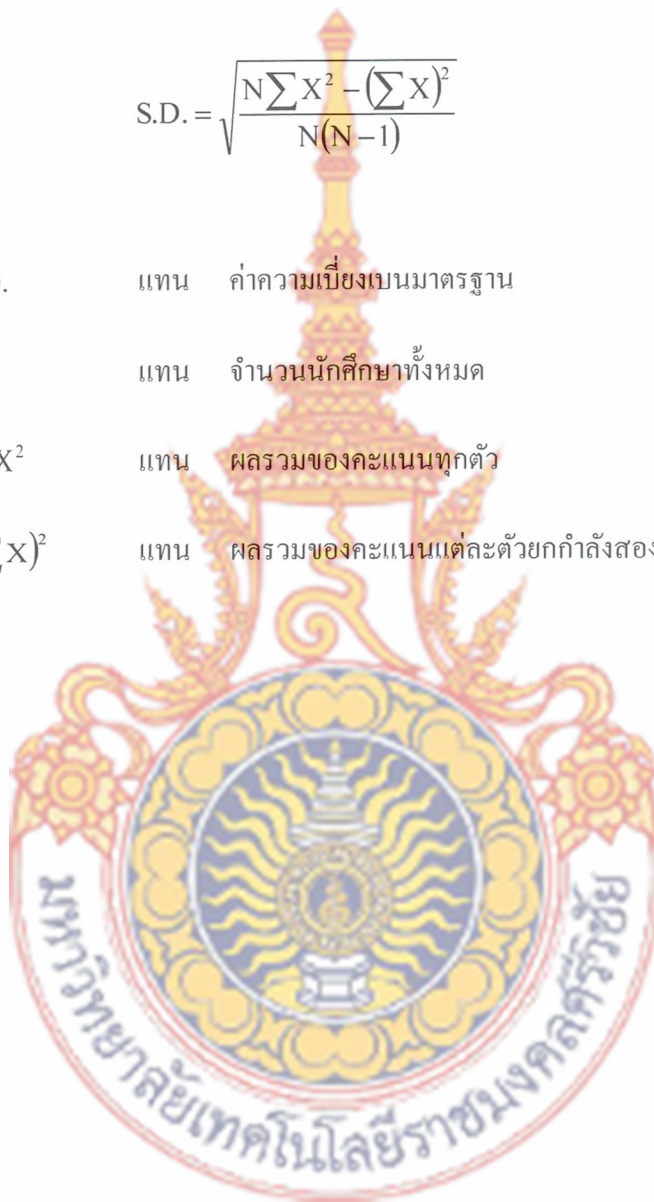 S.D. = √((N∑X² − (∑X)²) / (N(N−1)))
. แทน ค่าความเบี่ยงเบนมาตรฐาน
แทน จำนวนนักศึกษาทั้งหมด
X² แทน ผลรวมของคะแนนทุกตัว
X)² แทน ผลรวมของคะแนนแต่ละตัวยกกำลังสอง
มหาวิทยาลัยเทคโนโลยีราชมงคลศรีวิชัย